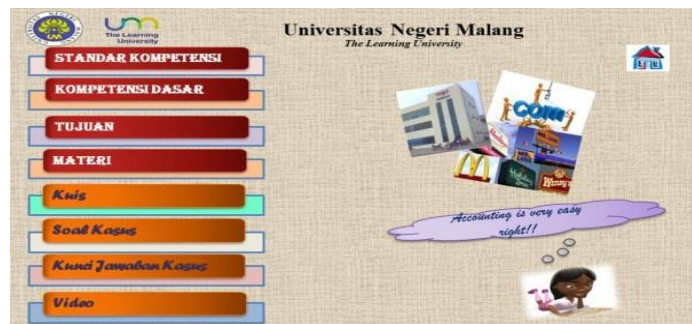 The Learning
University
Universitas Negeri Malang
The Learning University
STANDAR KOMPETENSI
KOMPETENSI DASAR
TUJUAN
MATERI
Kuis
Soal Kasus
Kunci Jawaban Kasus
Video
.COM
Accounting is very easy
right!!